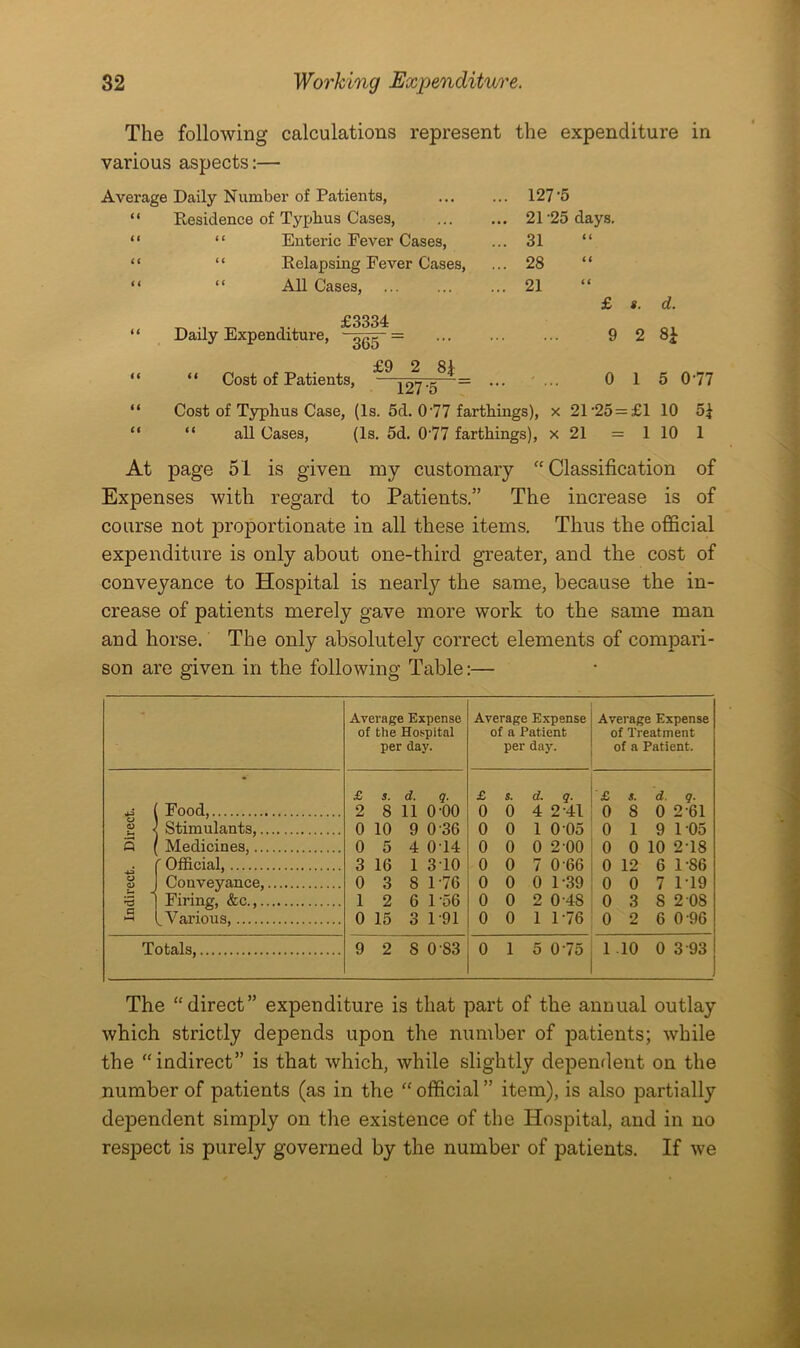 32 Working Expenditure.
The following calculations represent the expenditure in
various aspects:—
Average Daily Number of Patients, ... ... 127·5
“ Residence of Typhus Cases, ... ... 21·25 days.
“ “ Enteric Fever Cases, ... 31 “
“ “ Relapsing Fever Cases, ... 28 “
“ “ All Cases, ... ... ... 21 “
£ s. d.
“ Daily Expenditure, £3334/365 = ... ... ... 9 2 8¼
“ “ Cost of Patients, £9 2 8¼/127·5 = ... ... 0 1 5 0·77
“ Cost of Typhus Case, (1s. 5d. 0·77 farthings), x 21·25=£1 10 5¼
“ “ all Cases, (1s. 5d. 0·77 farthings), x 21 = 1 10 1
At page 51 is given my customary “Classification of
Expenses with regard to Patients.” The increase is of
course not proportionate in all these items. Thus the official
expenditure is only about one-third greater, and the cost of
conveyance to Hospital is nearly the same, because the in-
crease of patients merely gave more work to the same man
and horse. The only absolutely correct elements of compari-
son are given in the following Table:—
Average Expense of the Hospital per day. Average Expense of a Patient per day. Average Expense of Treatment of a Patient.
£ s. d. q. £ s. d. q. £ s. d. q.
Direct. Food,.................... 2 8 11 0·00 0 0 4 2·41 0 8 0 2·61
Stimulants,............... 0 10 9 0·36 0 0 1 0·05 0 1 9 1·05
Medicines,................ 0 5 4 0·14 0 0 0 2·00 0 0 10 2·18
Indirect. Official,.................. 3 16 1 3·10 0 0 7 0·66 0 12 6 1·86
Conveyance,.............. 0 3 8 1·76 0 0 0 1·39 0 0 7 1·19
Firing, &c.,............... 1 2 6 1·56 0 0 2 0·48 0 3 8 2·08
Various,.................. 0 15 3 1·91 0 0 1 1·76 0 2 6 0·96
Totals,......................... 9 2 8 0·83 0 1 5 0·75 1 10 0 3·93
The “direct” expenditure is that part of the annual outlay
which strictly depends upon the number of patients; while
the “indirect” is that which, while slightly dependent on the
number of patients (as in the “official” item), is also partially
dependent simply on the existence of the Hospital, and in no
respect is purely governed by the number of patients. If we